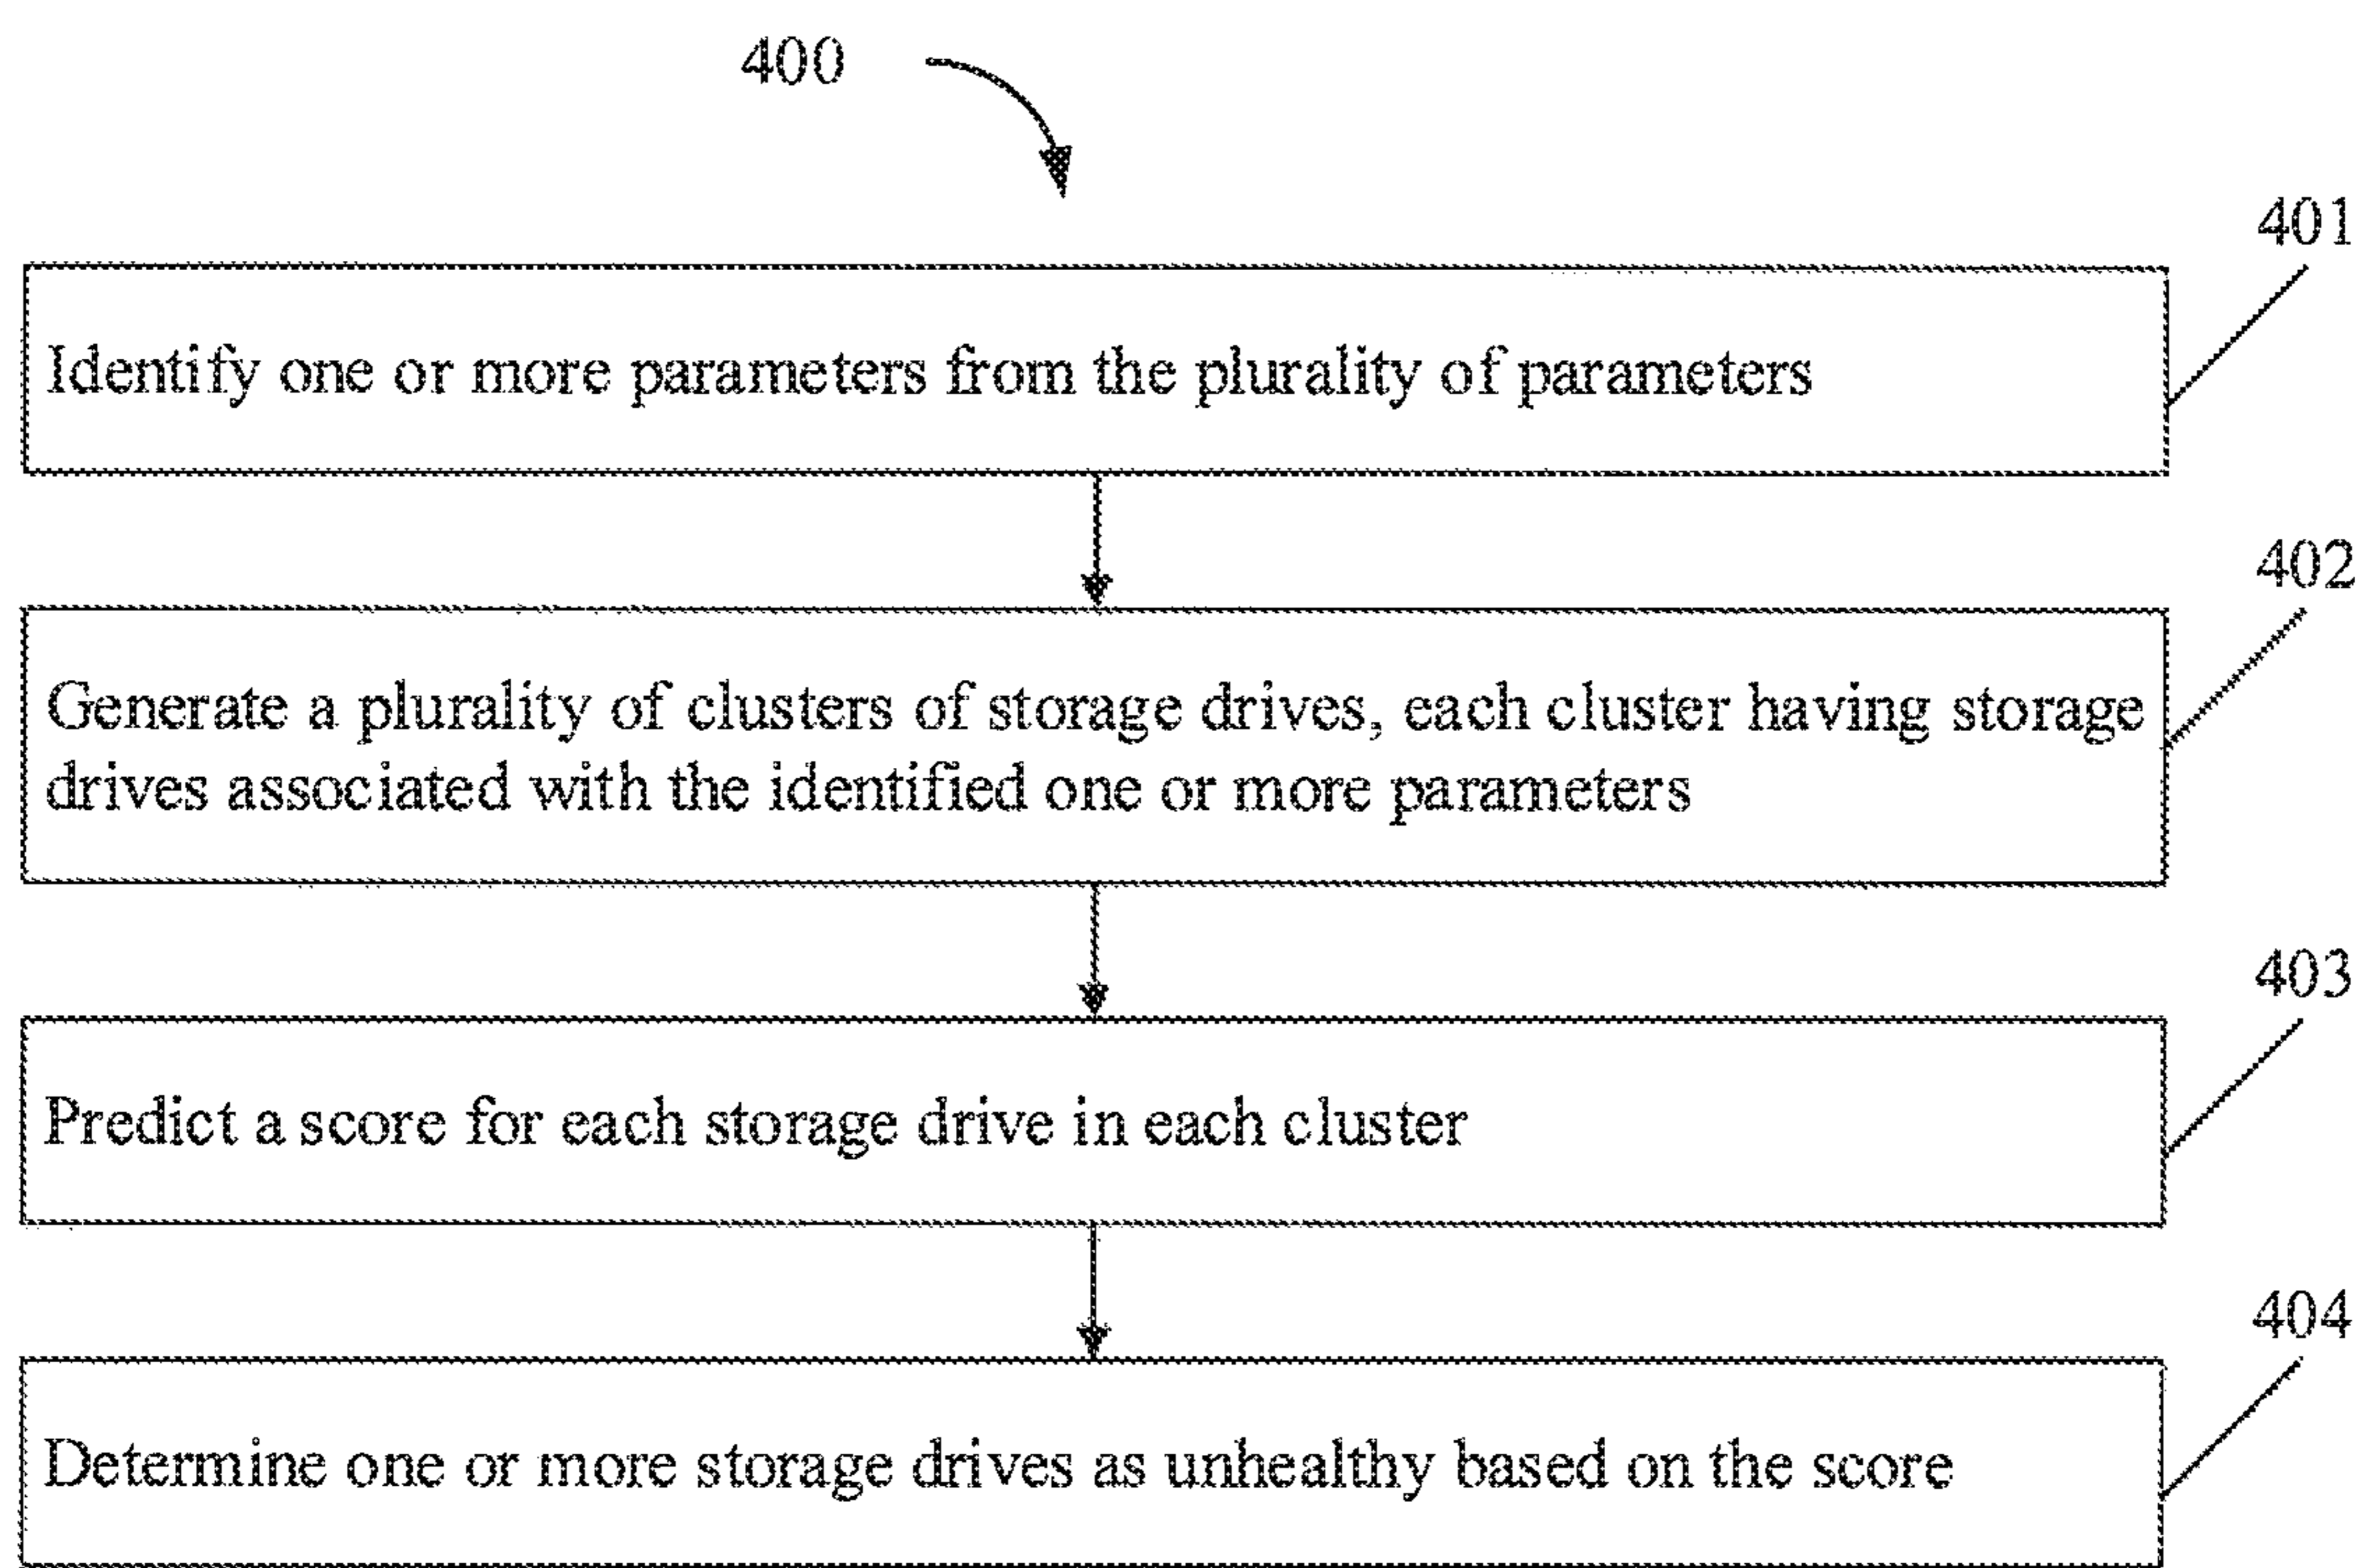 400
401
Identify one or more parameters from the plurality of parameters
402
Generate a plurality of clusters of storage drives, each cluster having storage
drives associated with the identified one or more parameters
403
Predict a score for each storage drive in each cluster
404
Determine one or more storage drives as unhealthy based on the score